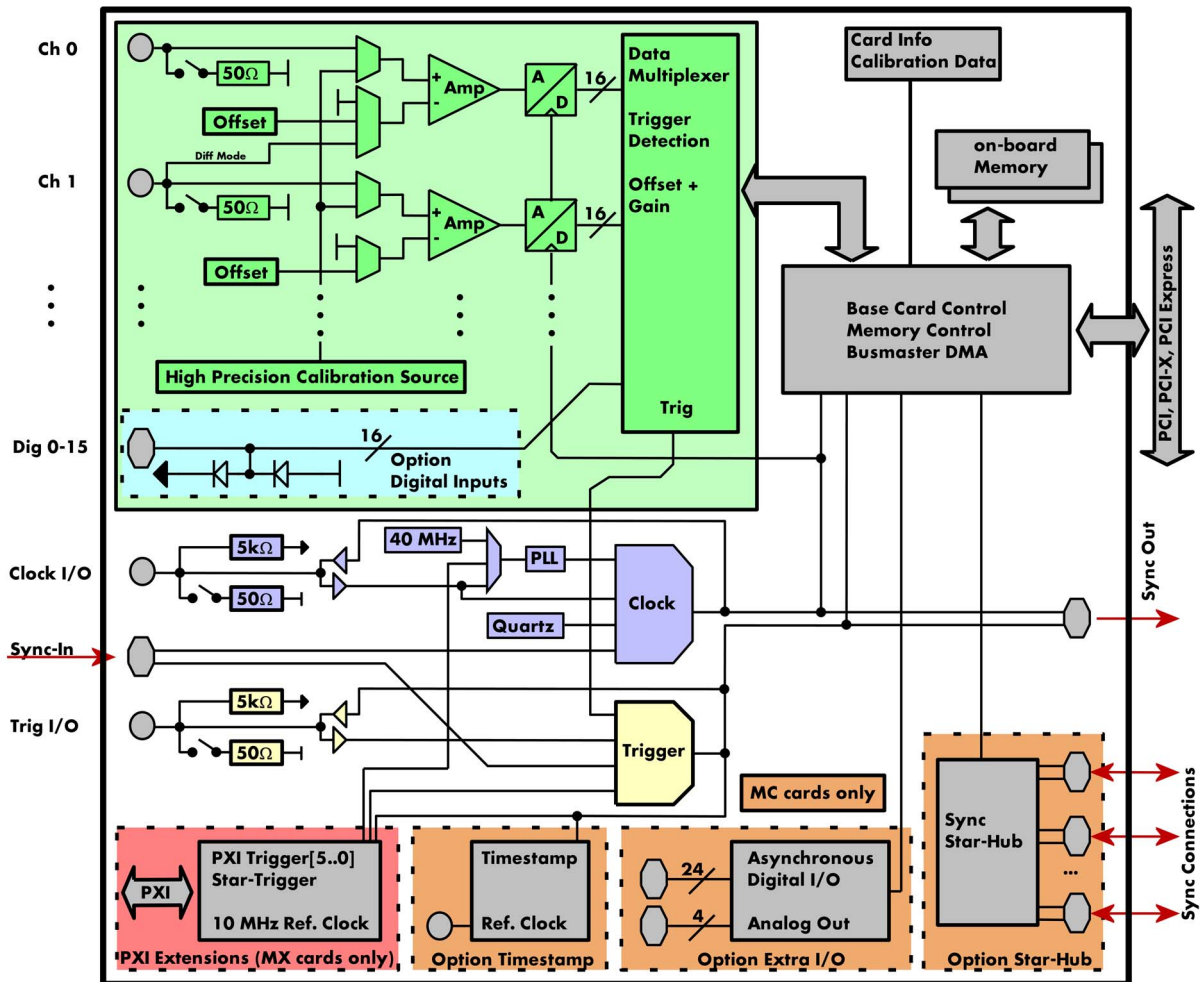 Ch 0
50Ω
Offset
Diff Mode
+
-
Amp
A
D
16
Data
Multiplexer
Trigger
Detection
Offset +
Gain
Card Info
Calibration Data
on-board
Memory
Ch 1
50Ω
Offset
+
-
Amp
A
D
16
High Precision Calibration Source
Trig
Base Card Control
Memory Control
Busmaster DMA
PCI, PCI-X, PCI Express
Dig 0-15
16
Option
Digital Inputs
Clock I/O
5kΩ
50Ω
40 MHz
PLL
Quartz
Clock
Sync Out
Sync-In
Trig I/O
5kΩ
50Ω
Trigger
MC cards only
PXI
PXI Trigger[5..0]
Star-Trigger
10 MHz Ref. Clock
PXI Extensions (MX cards only)
Timestamp
Ref. Clock
Option Timestamp
24
4
Asynchronous
Digital I/O
Analog Out
Option Extra I/O
Sync
Star-Hub
...
Option Star-Hub
Sync Connections